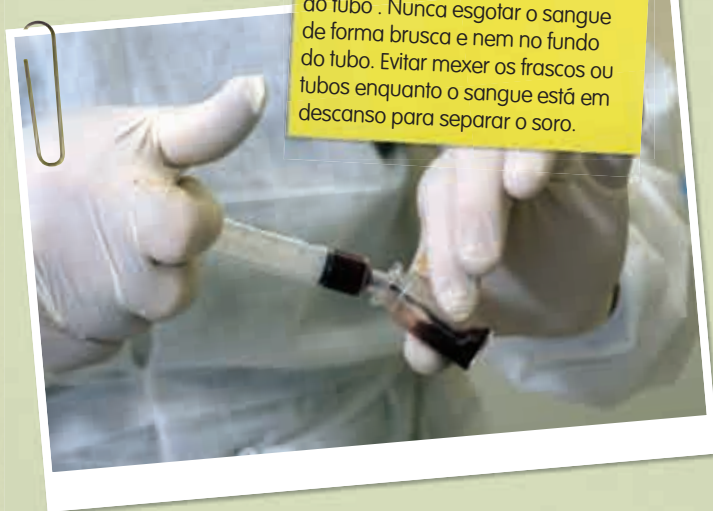 do tubo . Nunca esgotar o sangue
de forma brusca e nem no fundo
do tubo. Evitar mexer os frascos ou
tubos enquanto o sangue está em
descanso para separar o soro.